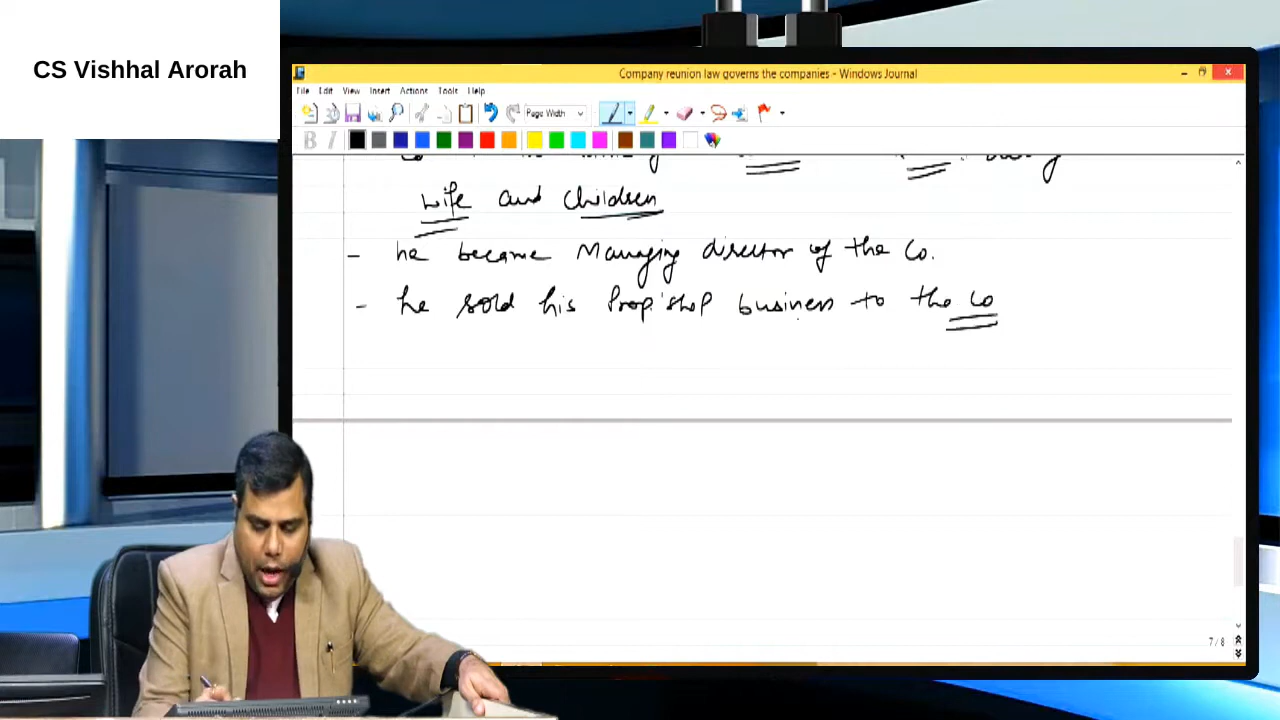 CS Vishhal Arorah
Company reunion law governs the companies - Windows Journal
File Edit View Insert Actions Tools Help
Page Width
B I
wife and children
- he became Managing director of the Co.
- he sold his Prop'ship business to the Co
7 / 8